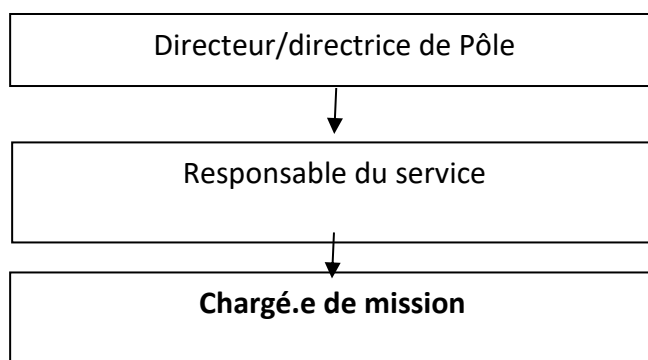 Directeur/directrice de Pôle
Responsable du service
Chargé.e de mission